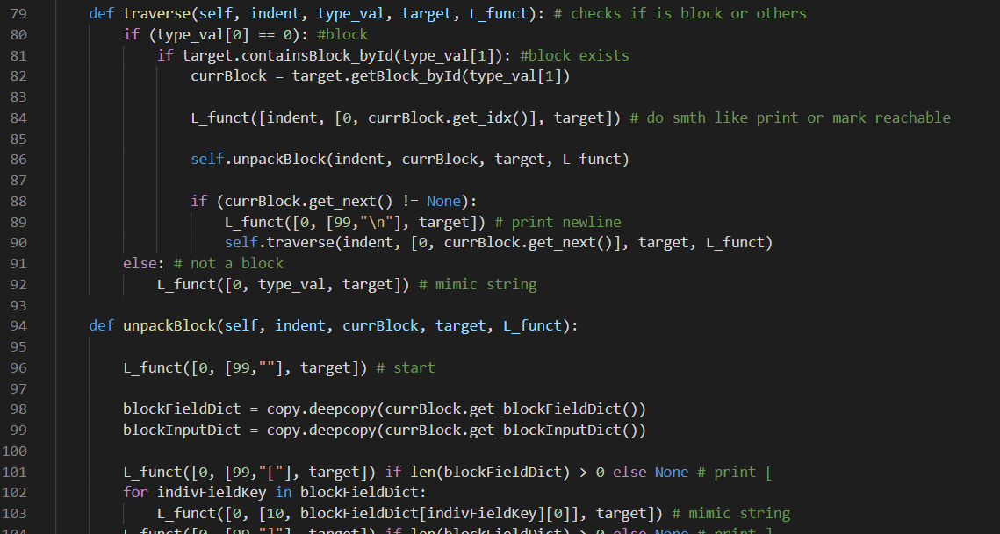 79 def traverse(self, indent, type_val, target, L_funct): # checks if is block or others
80 if (type_val[0] == 0): #block
81 if target.containsBlock_byId(type_val[1]): #block exists
82 currBlock = target.getBlock_byId(type_val[1])
83
84 L_funct([indent, [0, currBlock.get_idx()], target]) # do smth like print or mark reachable
85
86 self.unpackBlock(indent, currBlock, target, L_funct)
87
88 if (currBlock.get_next() != None):
89 L_funct([0, [99,"\n"], target]) # print newline
90 self.traverse(indent, [0, currBlock.get_next()], target, L_funct)
91 else: # not a block
92 L_funct([0, type_val, target]) # mimic string
93
94 def unpackBlock(self, indent, currBlock, target, L_funct):
95
96 L_funct([0, [99,""], target]) # start
97
98 blockFieldDict = copy.deepcopy(currBlock.get_blockFieldDict())
99 blockInputDict = copy.deepcopy(currBlock.get_blockInputDict())
100
101 L_funct([0, [99,"["], target]) if len(blockFieldDict) > 0 else None # print [
102 for indivFieldKey in blockFieldDict:
103 L_funct([0, [10, blockFieldDict[indivFieldKey][0]], target]) # mimic string
104 L_funct([0, [99,"]"], target]) if len(blockFieldDict) > 0 else None # print ]